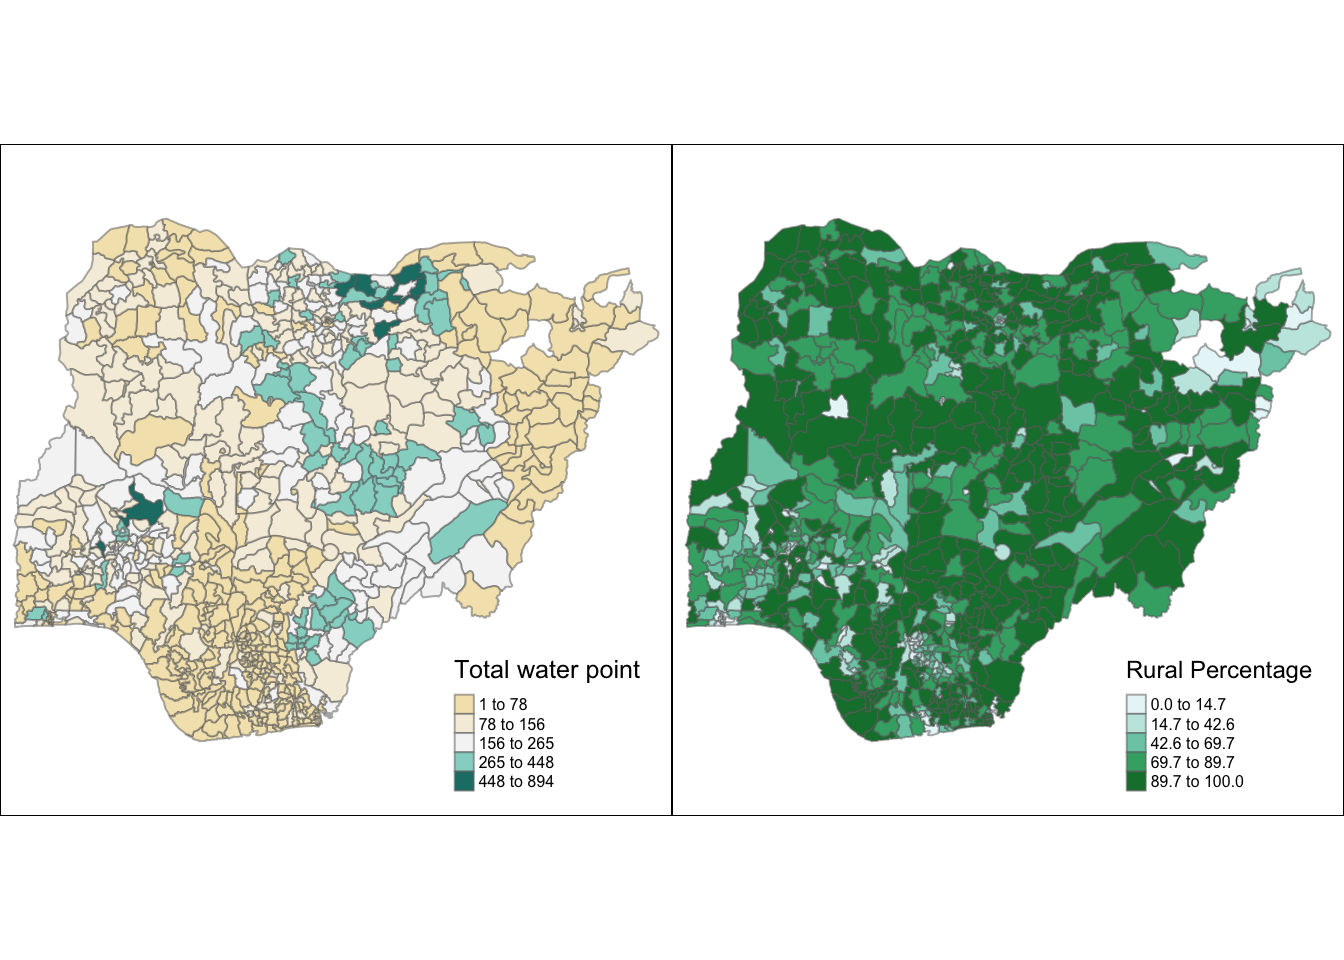 Total water point
1 to 78
78 to 156
156 to 265
265 to 448
448 to 894
Rural Percentage
0.0 to 14.7
14.7 to 42.6
42.6 to 69.7
69.7 to 89.7
89.7 to 100.0